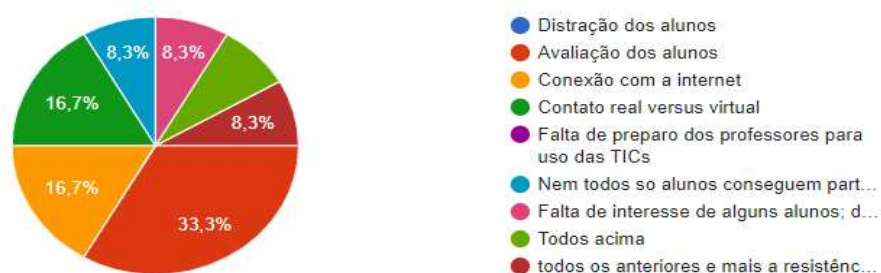 8,3%
8,3%
16,7%
8,3%
16,7%
33,3%
Distração dos alunos
Avaliação dos alunos
Conexão com a internet
Contato real versus virtual
Falta de preparo dos professores para
uso das TICs
Nem todos so alunos conseguem part...
Falta de interesse de alguns alunos; d...
Todos acima
todos os anteriores e mais a resistênc...